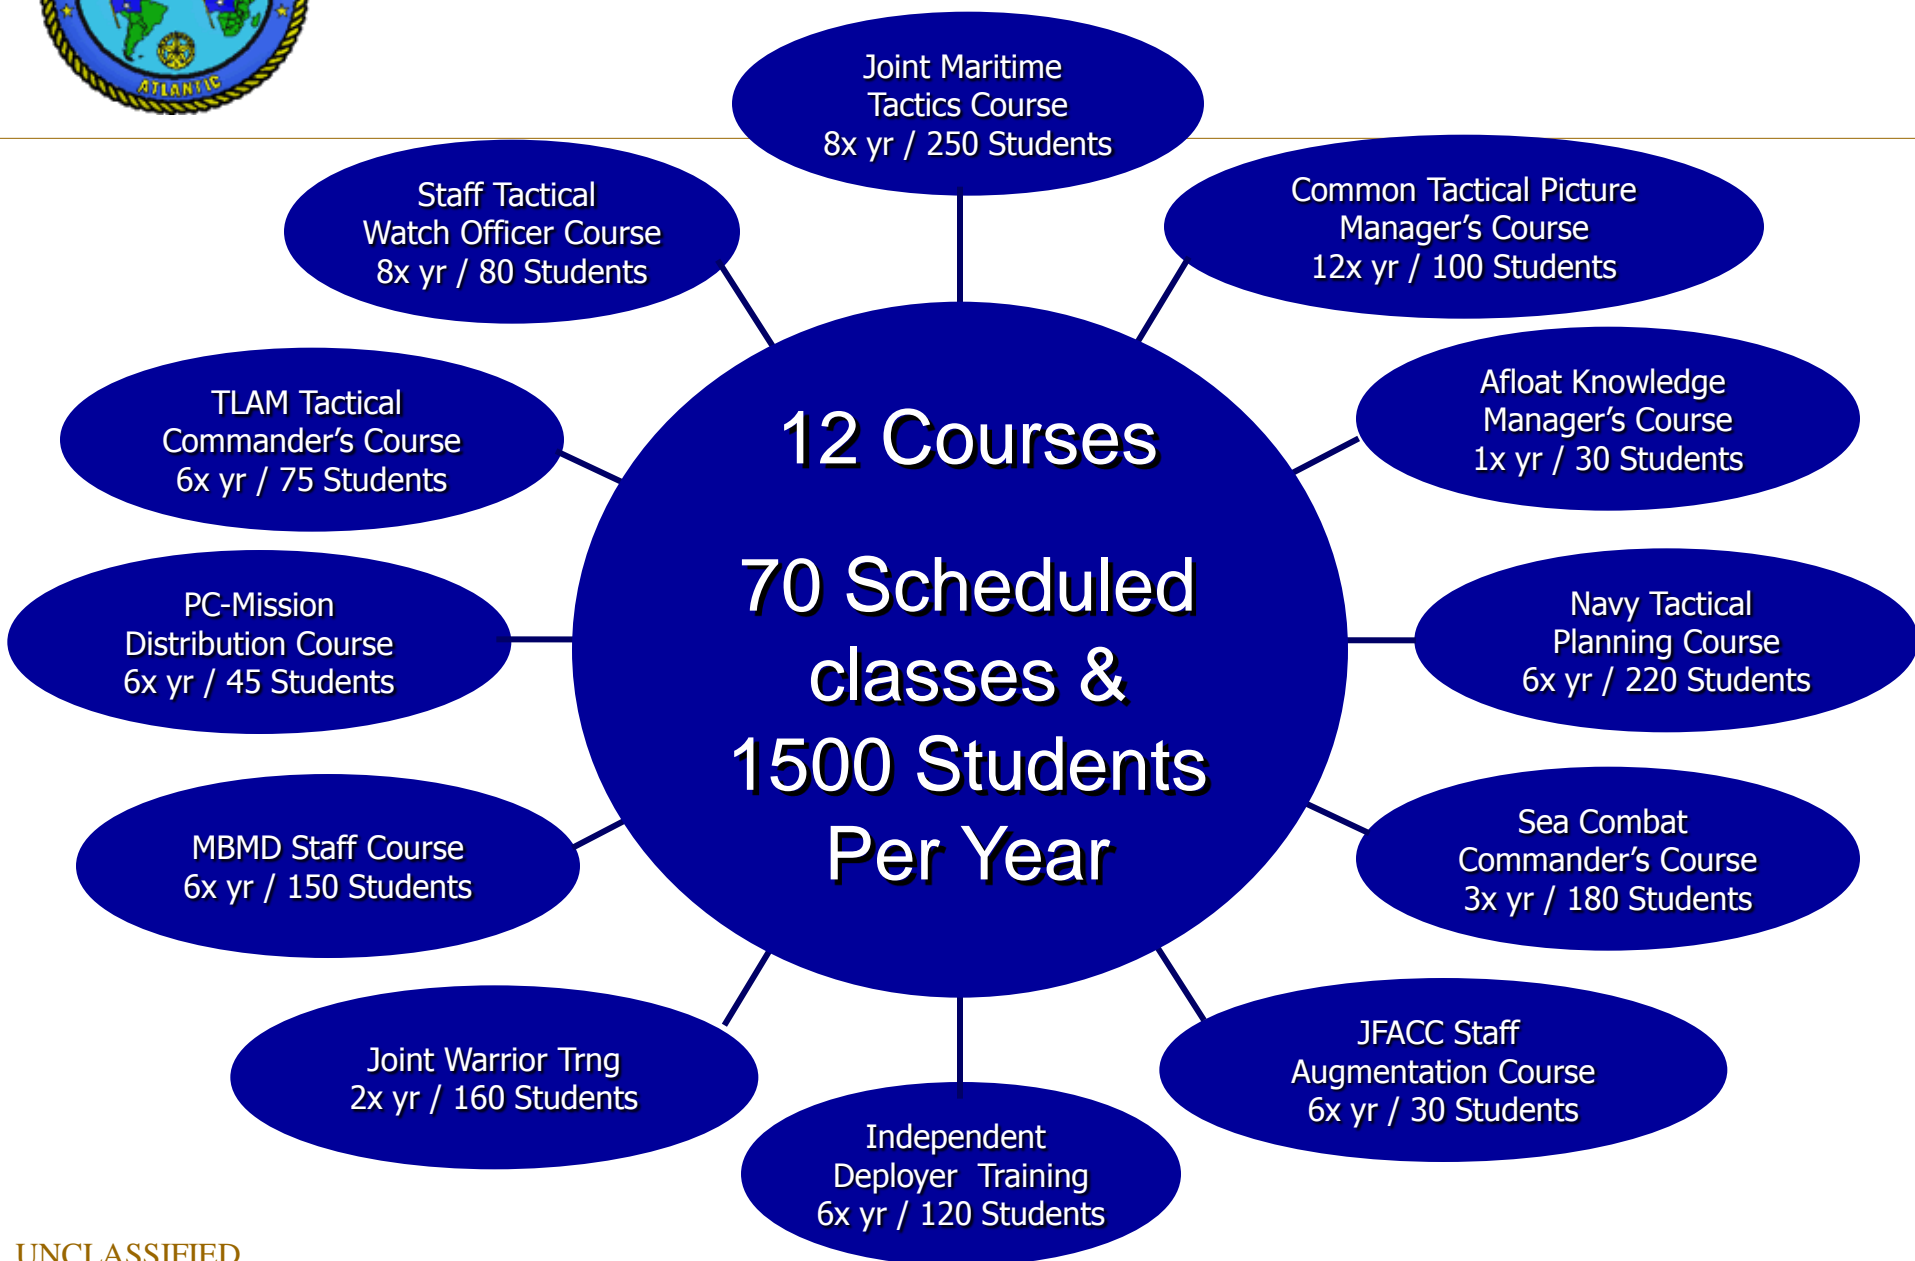 ATLANTIC
Joint Maritime
Tactics Course
8x yr / 250 Students
Staff Tactical
Watch Officer Course
8x yr / 80 Students
Common Tactical Picture
Manager’s Course
12x yr / 100 Students
TLAM Tactical
Commander’s Course
6x yr / 75 Students
Afloat Knowledge
Manager’s Course
1x yr / 30 Students
12 Courses
70 Scheduled
classes &
1500 Students
Per Year
PC-Mission
Distribution Course
6x yr / 45 Students
Navy Tactical
Planning Course
6x yr / 220 Students
MBMD Staff Course
6x yr / 150 Students
Sea Combat
Commander’s Course
3x yr / 180 Students
Joint Warrior Trng
2x yr / 160 Students
JFACC Staff
Augmentation Course
6x yr / 30 Students
Independent
Deployer  Training
6x yr / 120 Students
UNCLASSIFIED